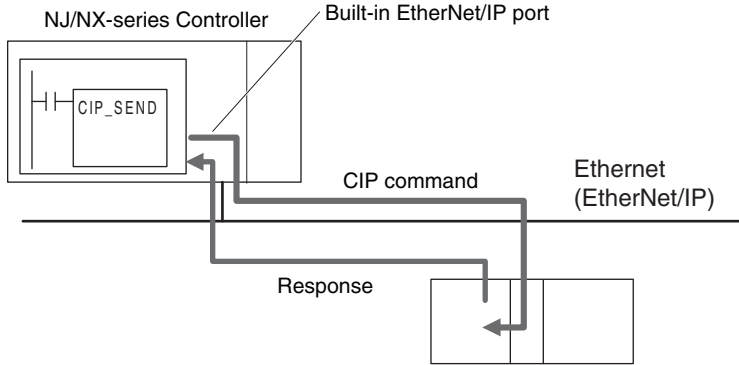 NJ/NX-series Controller
Built-in EtherNet/IP port
CIP_SEND
CIP command
Ethernet
(EtherNet/IP)
Response